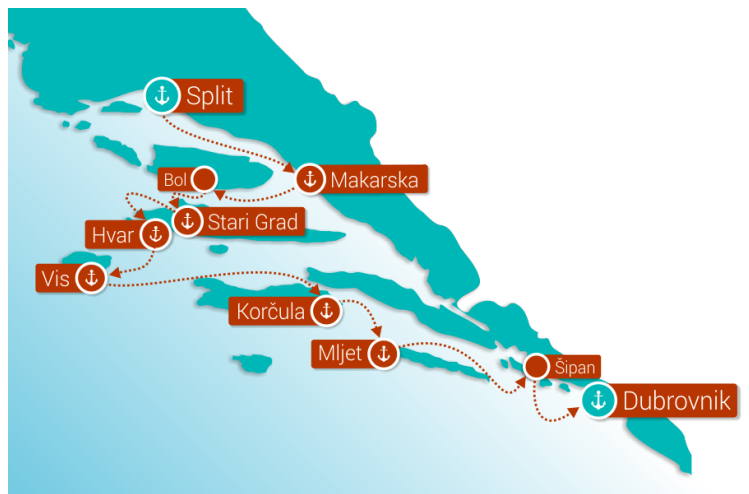 Split
Makarska
Bol
Stari Grad
Hvar
Vis
Korčula
Mljet
Šipan
Dubrovnik